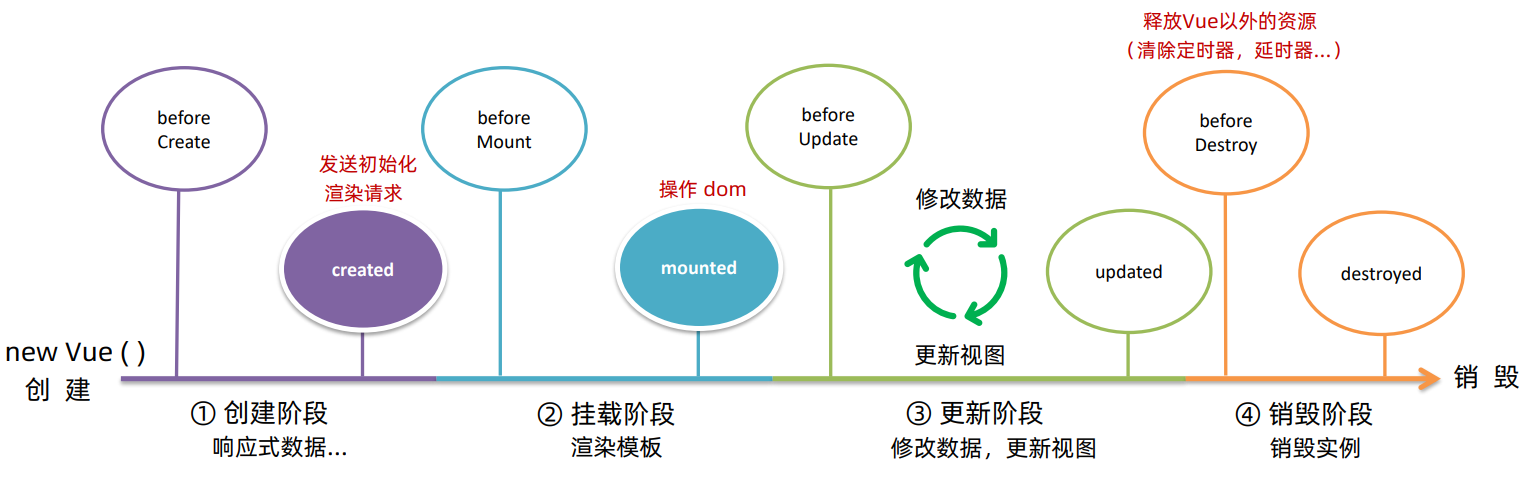 释放Vue以外的资源
（清除定时器，延时器...）
before
Create
before
Mount
before
Update
before
Destroy
发送初始化
渲染请求
操作 dom
修改数据
created
mounted
updated
destroyed
更新视图
new Vue ( )
创 建
销 毁
① 创建阶段
响应式数据...
② 挂载阶段
渲染模板
③ 更新阶段
修改数据，更新视图
④ 销毁阶段
销毁实例